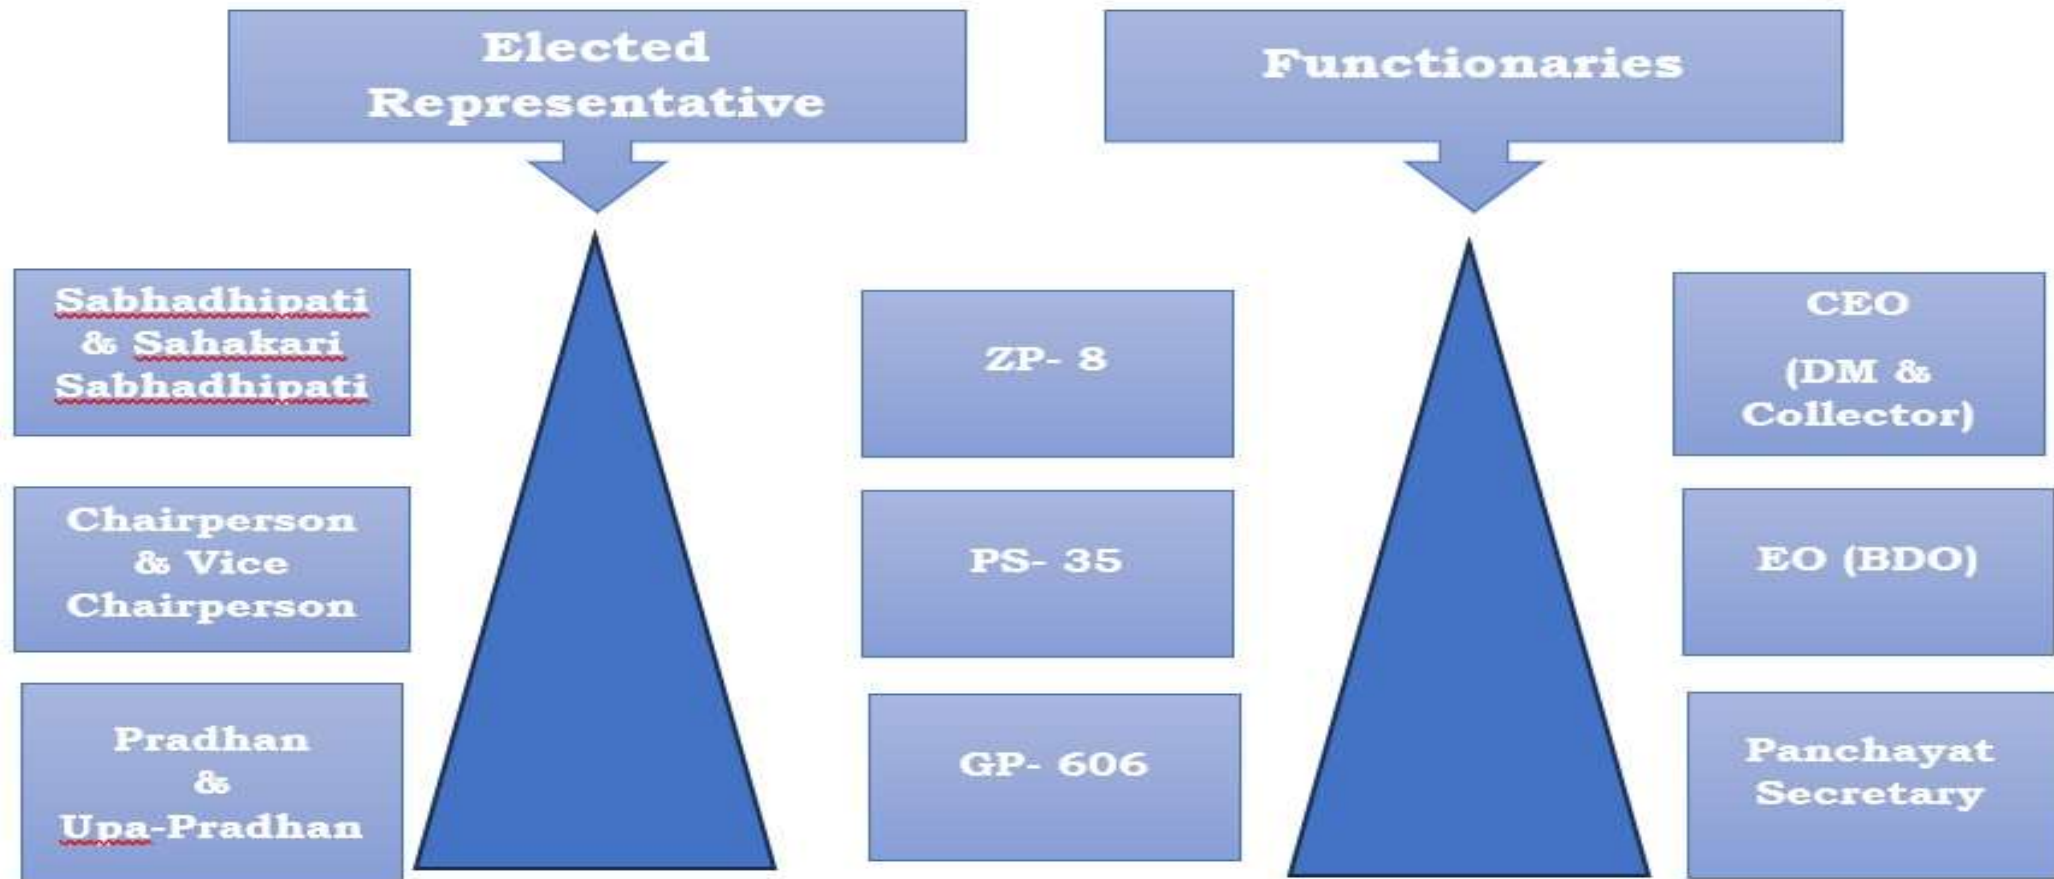 Elected
Representative
Functionaries
Sabhadhipati
& Sahakari
Sabhadhipati
ZP- 8
CEO
(DM &
Collector)
Chairperson
& Vice
Chairperson
PS- 35
EO (BDO)
Pradhan
&
Upa-Pradhan
GP- 606
Panchayat
Secretary